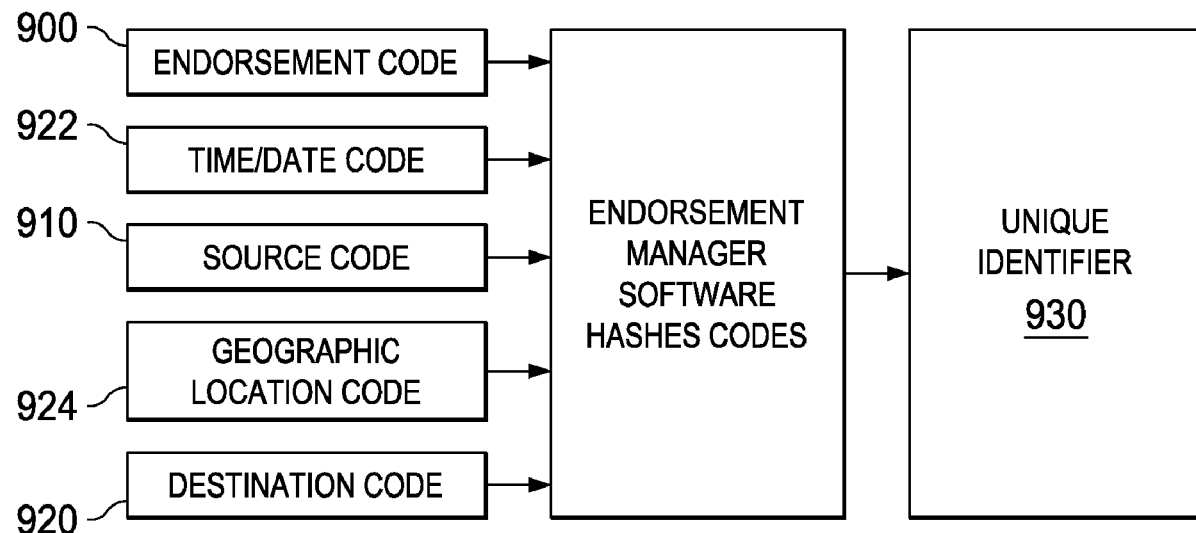 900
ENDORSEMENT CODE
922
TIME/DATE CODE
910
SOURCE CODE
924
GEOGRAPHIC
LOCATION CODE
920
DESTINATION CODE
ENDORSEMENT
MANAGER
SOFTWARE
HASHES CODES
UNIQUE
IDENTIFIER
930